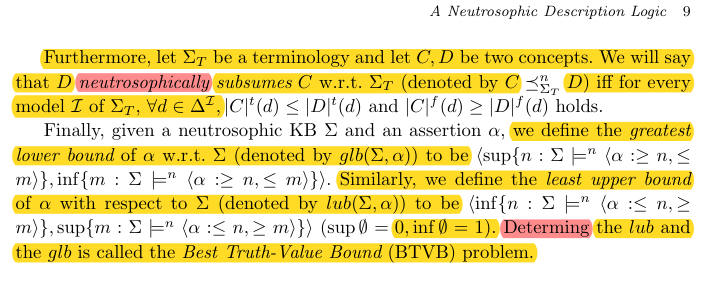 A Neutrosophic Description Logic 9
Furthermore, let Σ_T be a terminology and let C, D be two concepts. We will say
that D neutrosophically subsumes C w.r.t. Σ_T (denoted by C ⪯ⁿ_{Σ_T} D) iff for every
model 𝓘 of Σ_T, ∀d ∈ Δ^𝓘, |C|ᵗ(d) ≤ |D|ᵗ(d) and |C|ᶠ(d) ≥ |D|ᶠ(d) holds.
Finally, given a neutrosophic KB Σ and an assertion α, we define the greatest
lower bound of α w.r.t. Σ (denoted by glb(Σ, α)) to be ⟨sup{n : Σ ⊨ⁿ ⟨α :≥ n, ≤
m⟩}, inf{m : Σ ⊨ⁿ ⟨α :≥ n, ≤ m⟩}⟩. Similarly, we define the least upper bound
of α with respect to Σ (denoted by lub(Σ, α)) to be ⟨inf{n : Σ ⊨ⁿ ⟨α :≤ n, ≥
m⟩}, sup{m : Σ ⊨ⁿ ⟨α :≤ n, ≥ m⟩}⟩ (sup ∅ = 0, inf ∅ = 1). Determing the lub and
the glb is called the Best Truth-Value Bound (BTVB) problem.